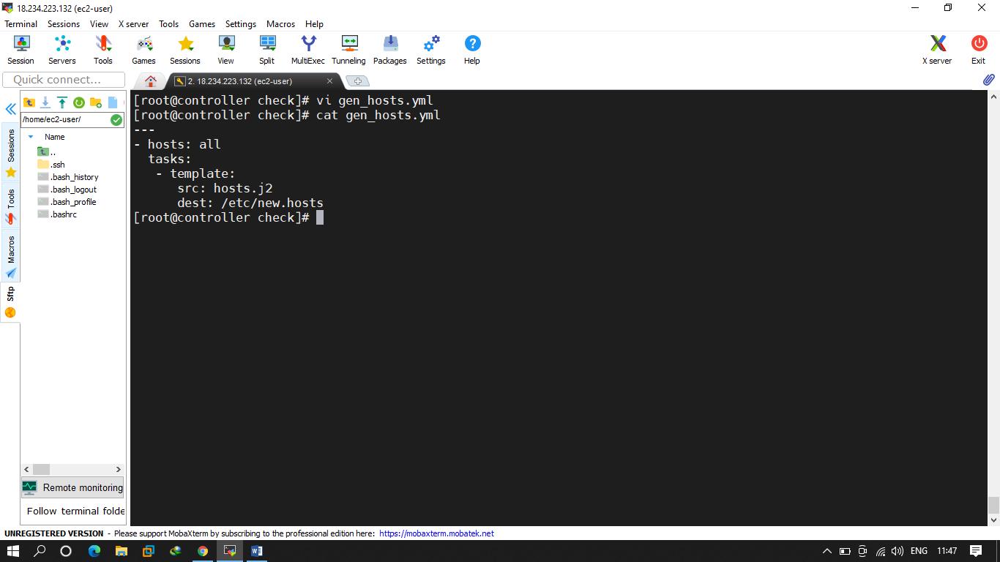 18.234.223.132 (ec2-user)
Terminal Sessions View X server Tools Games Settings Macros Help
Session Servers Tools Games Sessions View Split MultiExec Tunneling Packages Settings Help X server Exit
Quick connect...
2. 18.234.223.132 (ec2-user)
/home/ec2-user/
Name
..
.ssh
.bash_history
.bash_logout
.bash_profile
.bashrc
Sessions
Tools
Macros
Sftp
Remote monitoring
Follow terminal folde
[root@controller check]# vi gen_hosts.yml
[root@controller check]# cat gen_hosts.yml
---
- hosts: all
  tasks:
   - template:
      src: hosts.j2
      dest: /etc/new.hosts
[root@controller check]#
UNREGISTERED VERSION - Please support MobaXterm by subscribing to the professional edition here: https://mobaxterm.mobatek.net
ENG 11:47